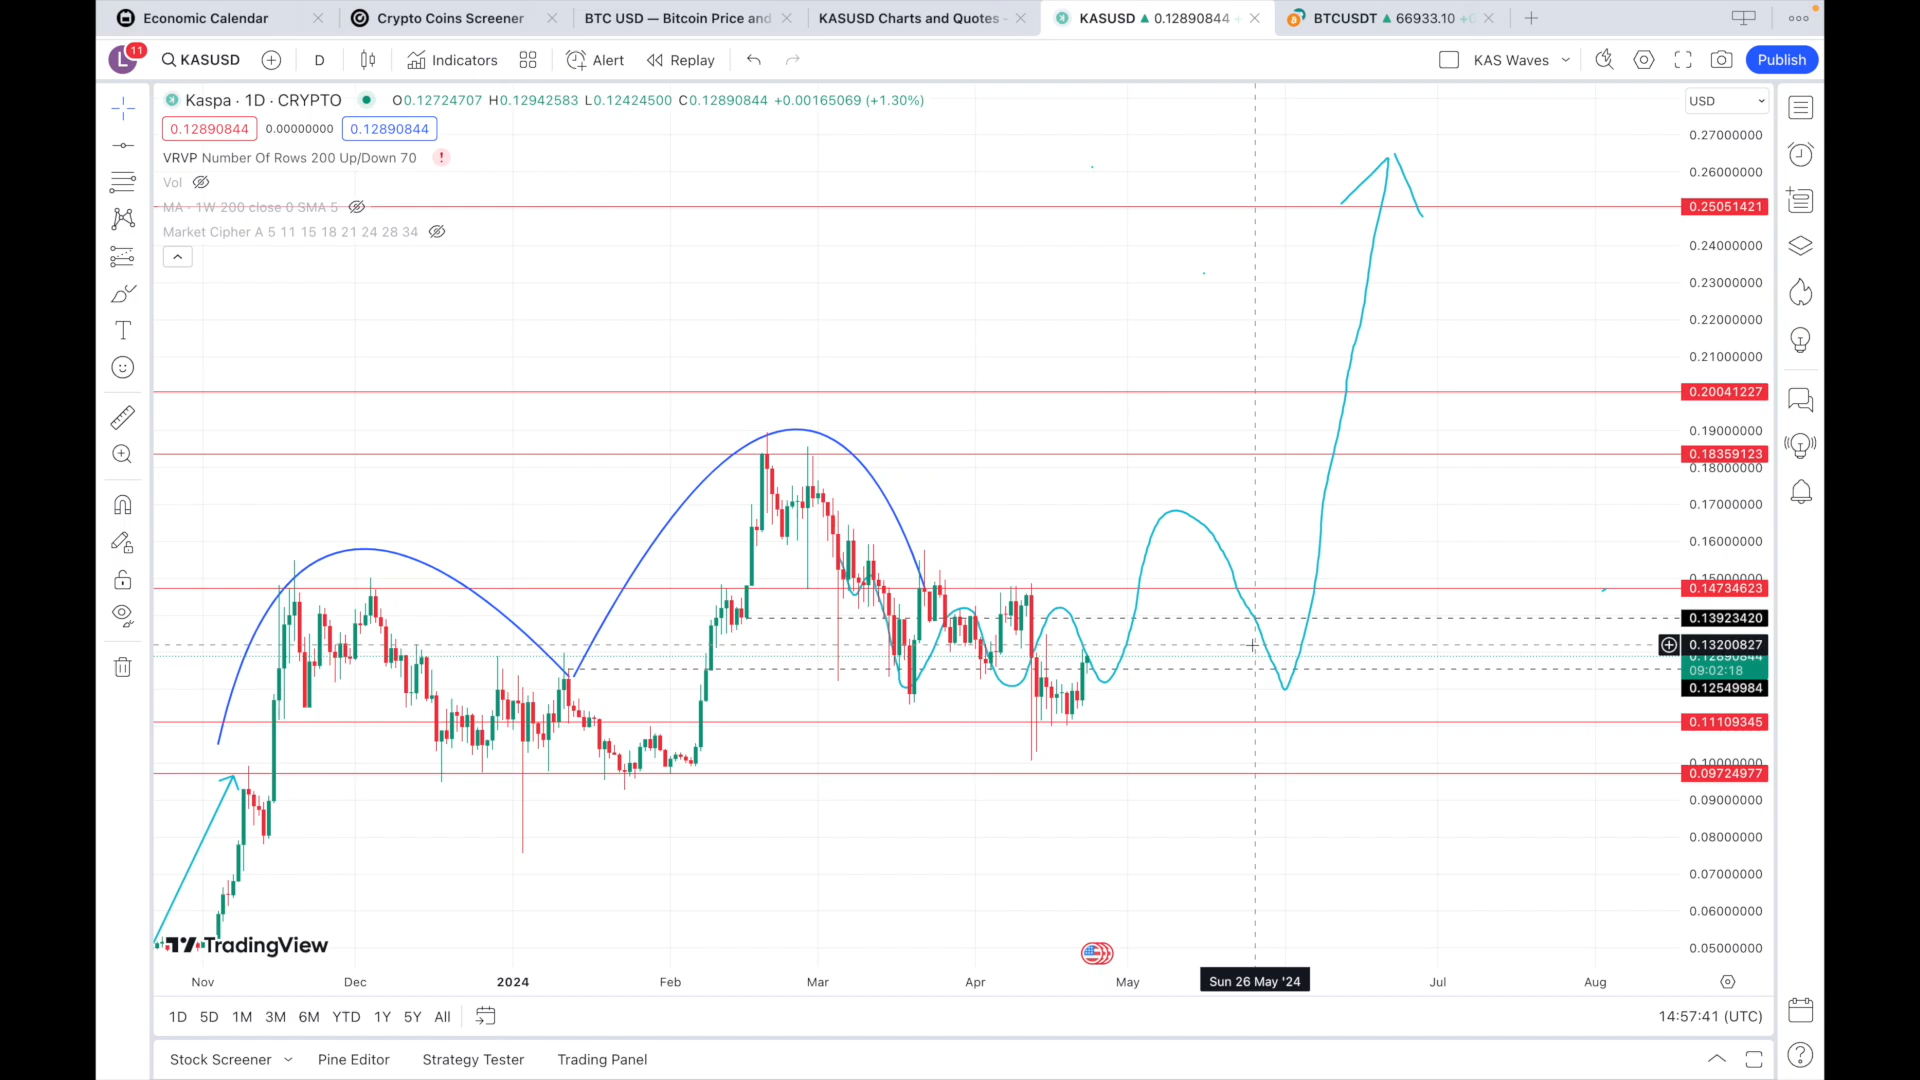 Economic Calendar
Crypto Coins Screener
BTC USD — Bitcoin Price and
KASUSD Charts and Quotes -
KASUSD ▲ 0.12890844 +
BTCUSDT ▲ 66933.10 +0
L 11
KASUSD
D
Indicators
Alert
Replay
KAS Waves
Publish
Kaspa · 1D · CRYPTO
O0.12724707 H0.12942583 L0.12424500 C0.12890844 +0.00165069 (+1.30%)
USD
0.12890844
0.00000000
0.12890844
VRVP Number Of Rows 200 Up/Down 70 !
Vol
MA · 1W 200 close 0 SMA 5
Market Cipher A 5 11 15 18 21 24 28 34
0.27000000
0.26000000
0.25051421
0.24000000
0.23000000
0.22000000
0.21000000
0.20041227
0.19000000
0.18359123
0.18000000
0.17000000
0.16000000
0.15000000
0.14734623
0.13923420
0.13200827
0.12890844
09:02:18
0.12549984
0.11109345
0.10000000
0.09724977
0.09000000
0.08000000
0.07000000
0.06000000
0.05000000
TradingView
Nov
Dec
2024
Feb
Mar
Apr
May
Sun 26 May '24
Jul
Aug
1D 5D 1M 3M 6M YTD 1Y 5Y All
14:57:41 (UTC)
Stock Screener
Pine Editor
Strategy Tester
Trading Panel